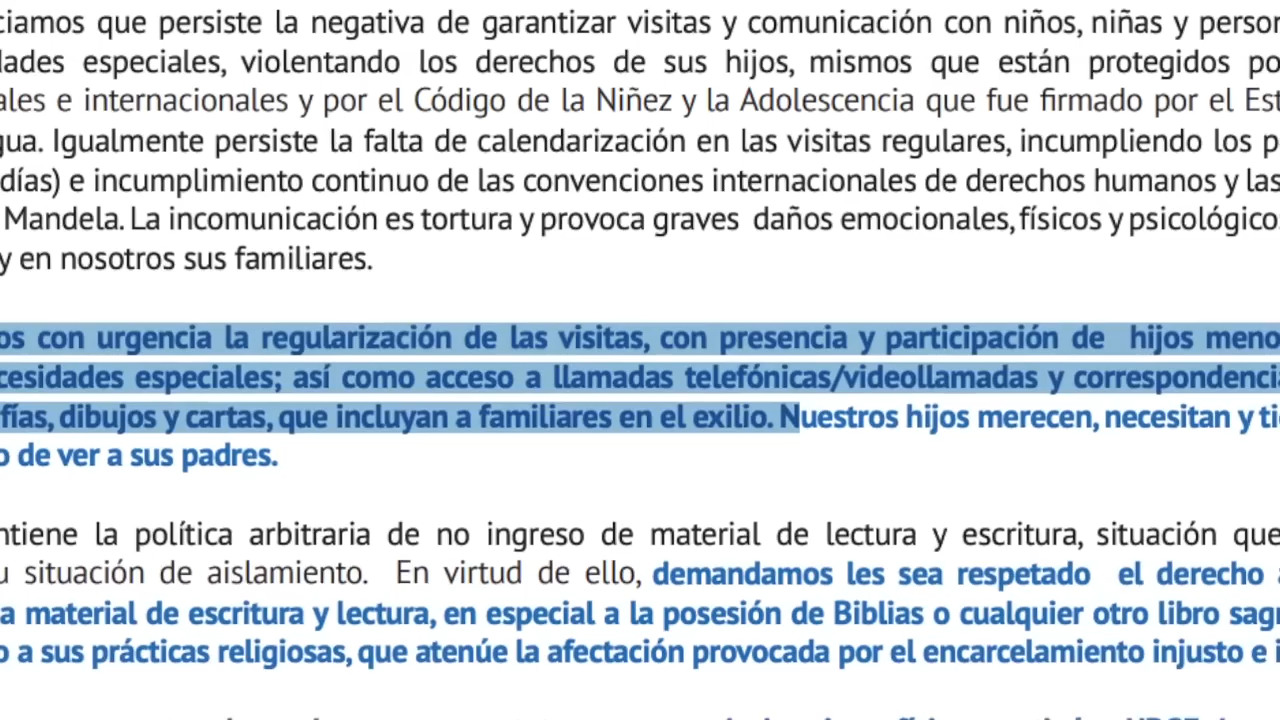 ciamos que persiste la negativa de garantizar visitas y comunicación con niños, niñas y person
dades especiales, violentando los derechos de sus hijos, mismos que están protegidos po
ales e internacionales y por el Código de la Niñez y la Adolescencia que fue firmado por el Est
gua. Igualmente persiste la falta de calendarización en las visitas regulares, incumpliendo los p
días) e incumplimiento continuo de las convenciones internacionales de derechos humanos y las
Mandela. La incomunicación es tortura y provoca graves daños emocionales, físicos y psicológicos
y en nosotros sus familiares.
os con urgencia la regularización de las visitas, con presencia y participación de hijos meno
cesidades especiales; así como acceso a llamadas telefónicas/videollamadas y correspondencia
fías, dibujos y cartas, que incluyan a familiares en el exilio. Nuestros hijos merecen, necesitan y tie
o de ver a sus padres.
ntiene la política arbitraria de no ingreso de material de lectura y escritura, situación que
u situación de aislamiento. En virtud de ello, demandamos les sea respetado el derecho a
a material de escritura y lectura, en especial a la posesión de Biblias o cualquier otro libro sagr
o a sus prácticas religiosas, que atenúe la afectación provocada por el encarcelamiento injusto e i